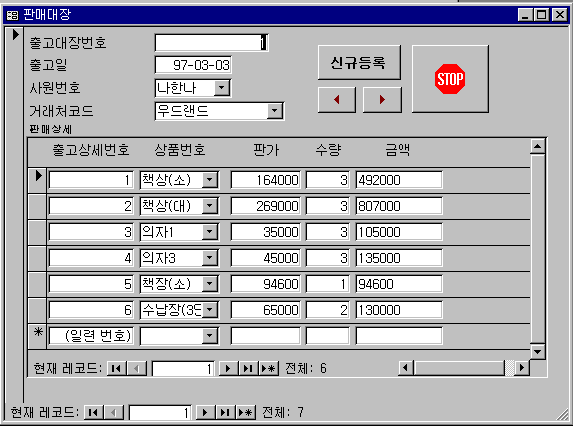 판매대장
출고대장번호 1
출고일 97-03-03
사원번호 나한나
거래처코드 우드랜드
신규등록
STOP
판매상세
출고상세번호 상품번호 판가 수량 금액
1 책상(소) 164000 3 492000
2 책상(대) 269000 3 807000
3 의자1 35000 3 105000
4 의자3 45000 3 135000
5 책장(소) 94600 1 94600
6 수납장(3단 65000 2 130000
(일련 번호)
현재 레코드: 1 전체: 6
현재 레코드: 1 전체: 7